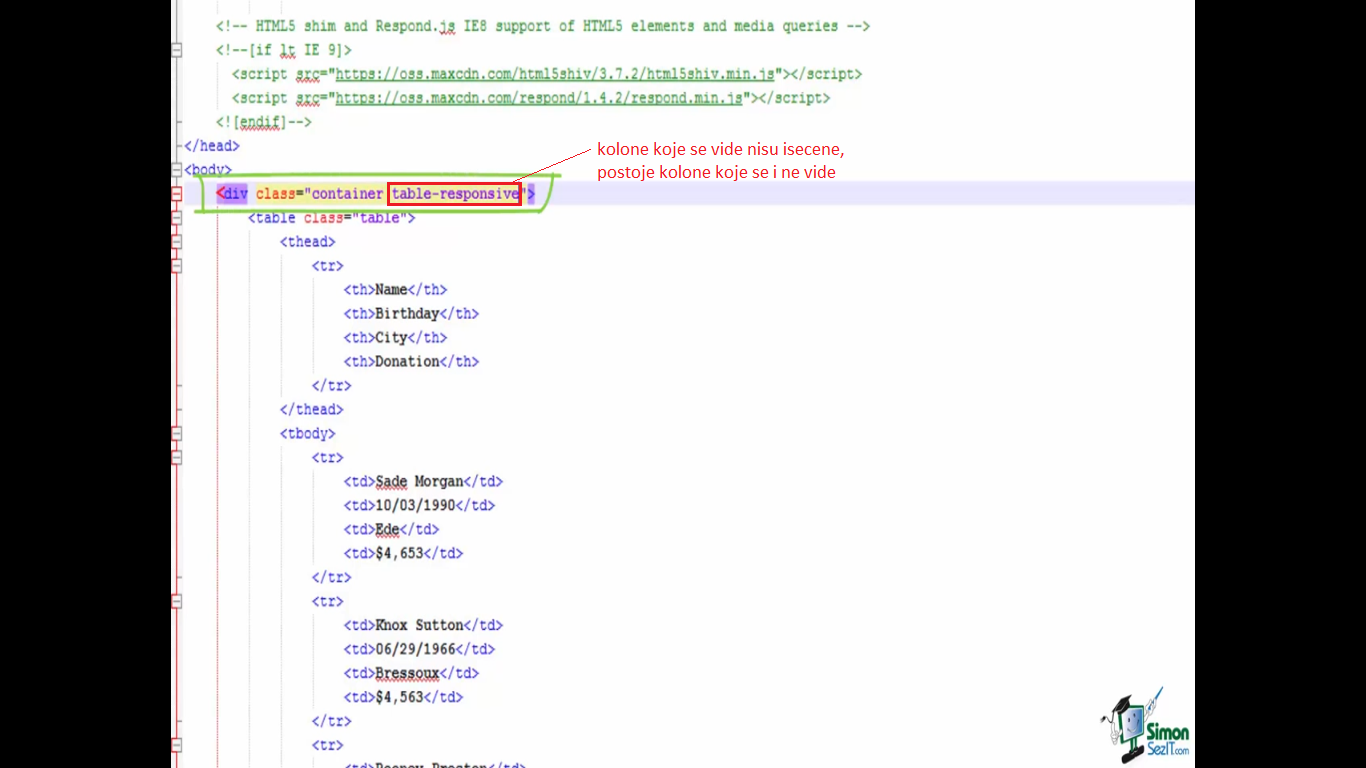 <!-- HTML5 shim and Respond.js IE8 support of HTML5 elements and media queries -->
<!--[if lt IE 9]>
<script src="https://oss.maxcdn.com/html5shiv/3.7.2/html5shiv.min.js"></script>
<script src="https://oss.maxcdn.com/respond/1.4.2/respond.min.js"></script>
<![endif]-->
</head>
kolone koje se vide nisu isecene,
postoje kolone koje se i ne vide
<body>
<div class="container table-responsive">
<table class="table">
<thead>
<tr>
<th>Name</th>
<th>Birthday</th>
<th>City</th>
<th>Donation</th>
</tr>
</thead>
<tbody>
<tr>
<td>Sade Morgan</td>
<td>10/03/1990</td>
<td>Ede</td>
<td>$4,653</td>
</tr>
<tr>
<td>Knox Sutton</td>
<td>06/29/1966</td>
<td>Bressoux</td>
<td>$4,563</td>
</tr>
<tr>
Simon
SezIT.com